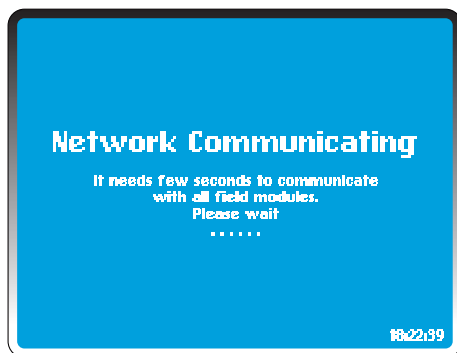 Network Communicating
It needs few seconds to communicate
with all field modules.
Please wait
......
18:22:39